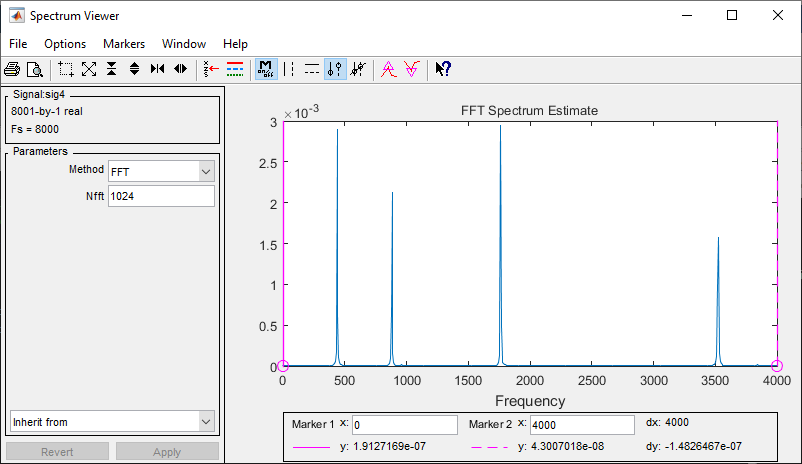 Spectrum Viewer
File Options Markers Window Help
M
on/off
Signal:sig4
8001-by-1 real
Fs = 8000
Parameters
Method FFT
Nfft 1024
Inherit from
Revert Apply
×10^-3
FFT Spectrum Estimate
3
2.5
2
1.5
1
0.5
0
0 500 1000 1500 2000 2500 3000 3500 4000
Frequency
Marker 1 x: 0 Marker 2 x: 4000 dx: 4000
y: 1.9127169e-07 y: 4.3007018e-08 dy: -1.4826467e-07